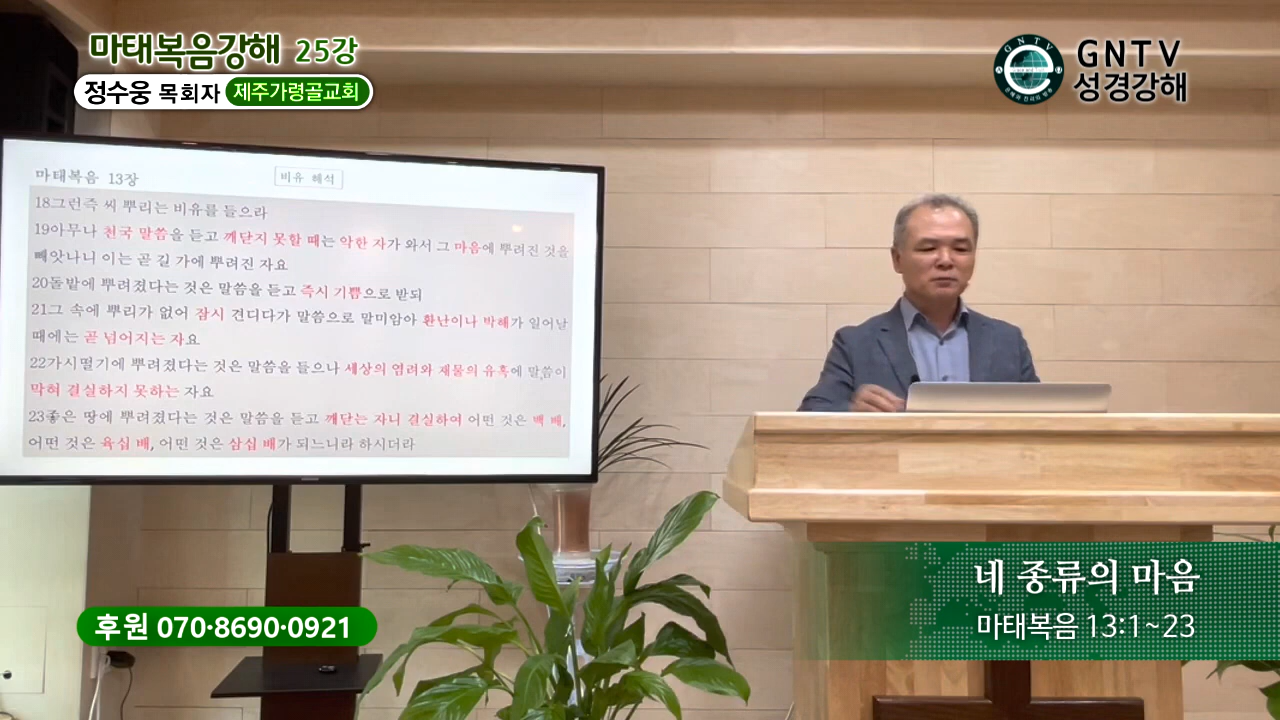 마태복음강해 25강
정수웅 목회자 제주가령골교회
GNTV
성경강해
마태복음 13장
비유 해석
18그런즉 씨 뿌리는 비유를 들으라
19아무나 천국 말씀을 듣고 깨닫지 못할 때는 악한 자가 와서 그 마음에 뿌려진 것을
빼앗나니 이는 곧 길 가에 뿌려진 자요
20돌밭에 뿌려졌다는 것은 말씀을 듣고 즉시 기쁨으로 받되
21그 속에 뿌리가 없어 잠시 견디다가 말씀으로 말미암아 환난이나 박해가 일어날
때에는 곧 넘어지는 자요
22가시떨기에 뿌려졌다는 것은 말씀을 들으나 세상의 염려와 재물의 유혹에 말씀이
막혀 결실하지 못하는 자요
23좋은 땅에 뿌려졌다는 것은 말씀을 듣고 깨닫는 자니 결실하여 어떤 것은 백 배,
어떤 것은 육십 배, 어떤 것은 삼십 배가 되느니라 하시더라
네 종류의 마음
마태복음 13:1~23
후원 070·8690·0921